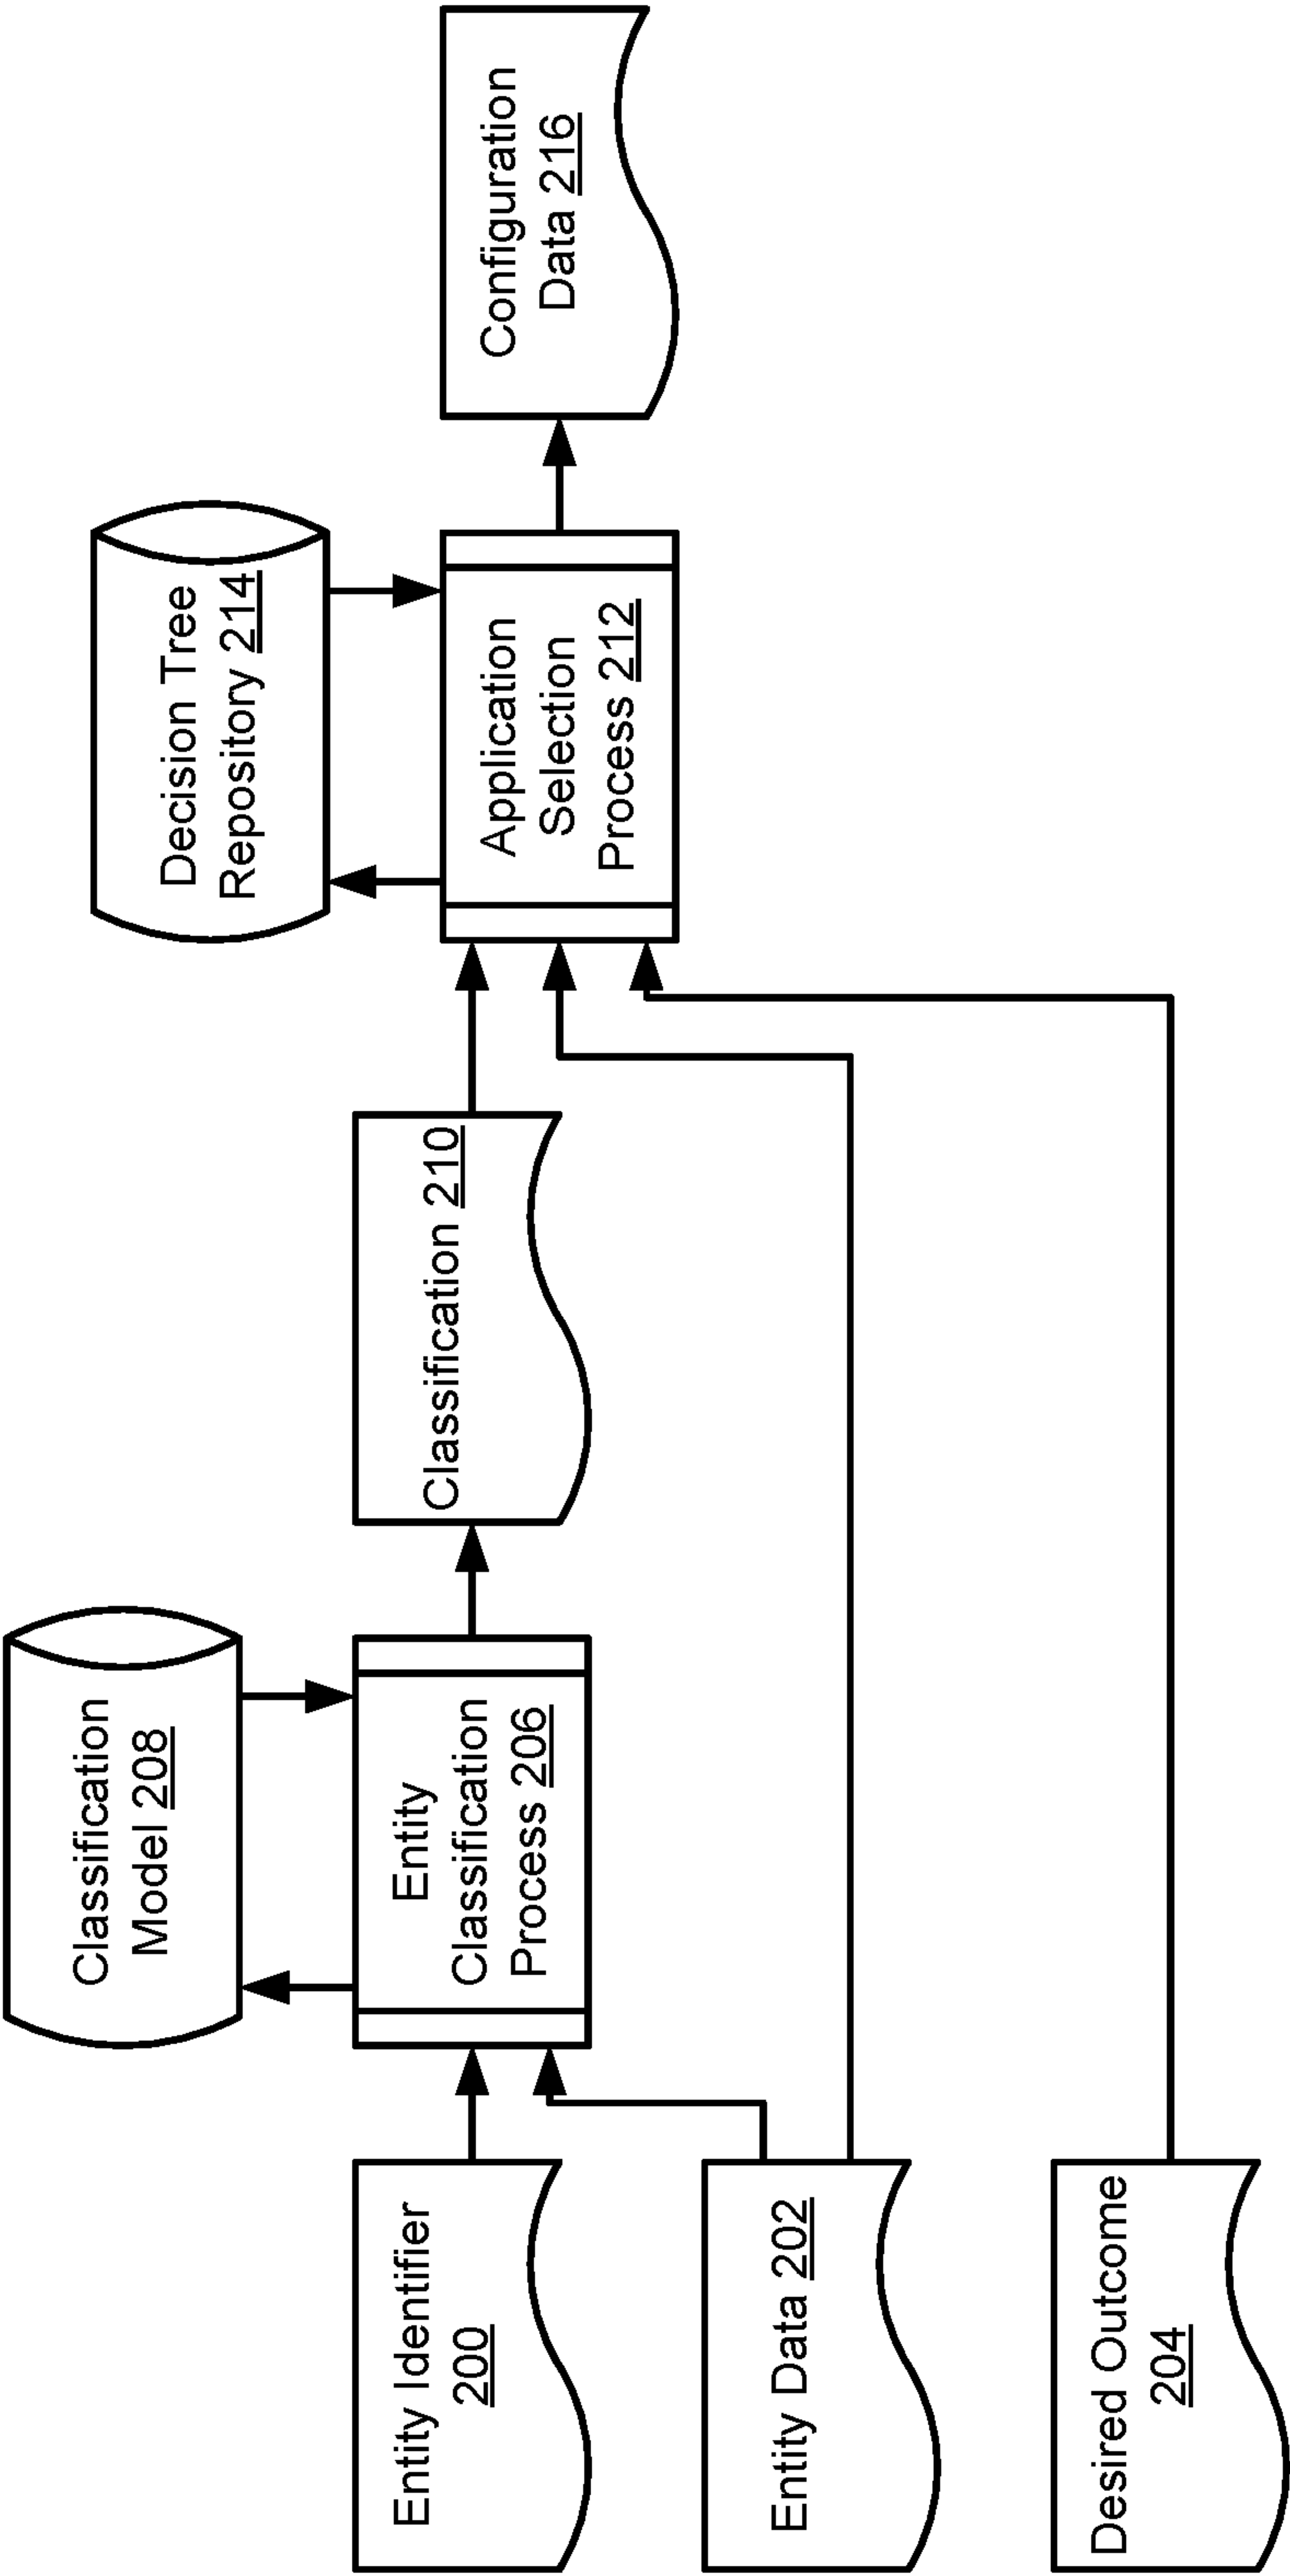 Classification
Model 208
Decision Tree
Repository 214
Entity Identifier
200
Entity
Classification
Process 206
Classification 210
Application
Selection
Process 212
Configuration
Data 216
Entity Data 202
Desired Outcome
204